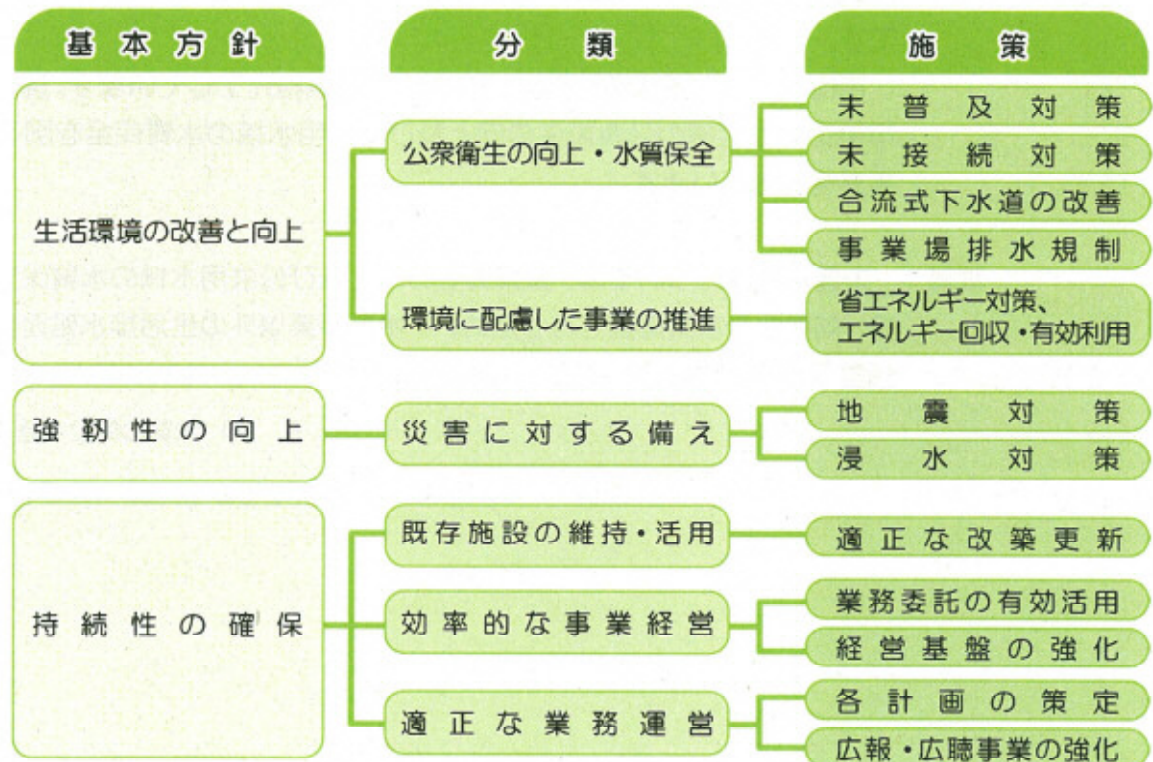 基本方針
分類
施策
生活環境の改善と向上
公衆衛生の向上・水質保全
未普及対策
未接続対策
合流式下水道の改善
事業場排水規制
環境に配慮した事業の推進
省エネルギー対策、
エネルギー回収・有効利用
強靭性の向上
災害に対する備え
地震対策
浸水対策
持続性の確保
既存施設の維持・活用
適正な改築更新
効率的な事業経営
業務委託の有効活用
経営基盤の強化
適正な業務運営
各計画の策定
広報・広聴事業の強化